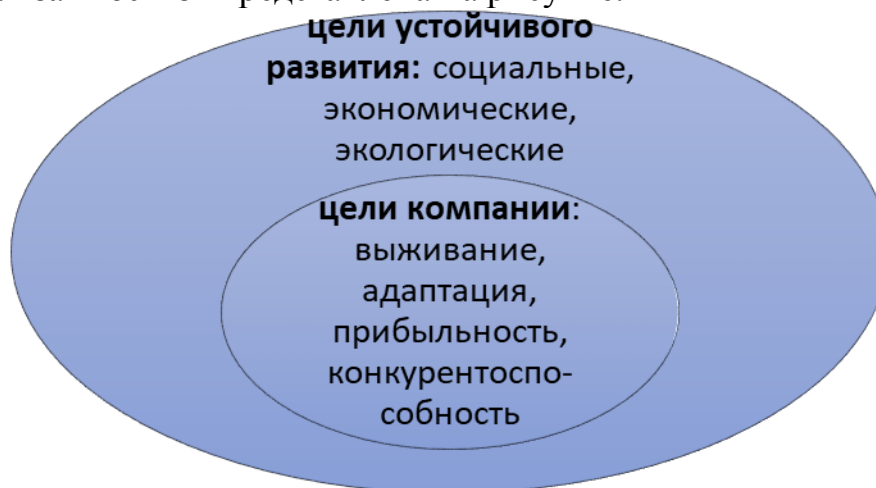 цели устойчивого
развития: социальные,
экономические,
экологические
цели компании:
выживание,
адаптация,
прибыльность,
конкурентоспо-
собность